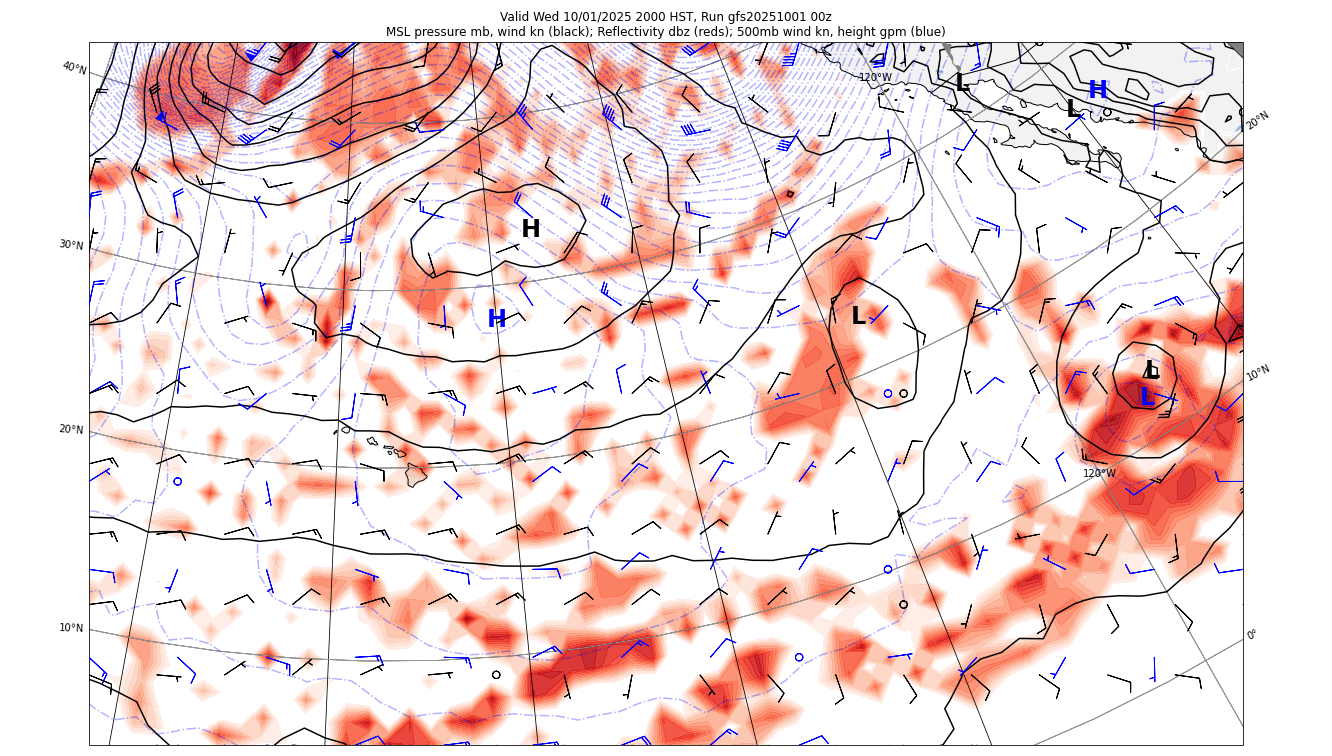 Valid Wed 10/01/2025 2000 HST, Run gfs20251001 00z
MSL pressure mb, wind kn (black); Reflectivity dbz (reds); 500mb wind kn, height gpm (blue)
40°N
120°W
L
H
L
20°N
H
30°N
H
L
L
10°N
L
20°N
120°W
10°N
0°